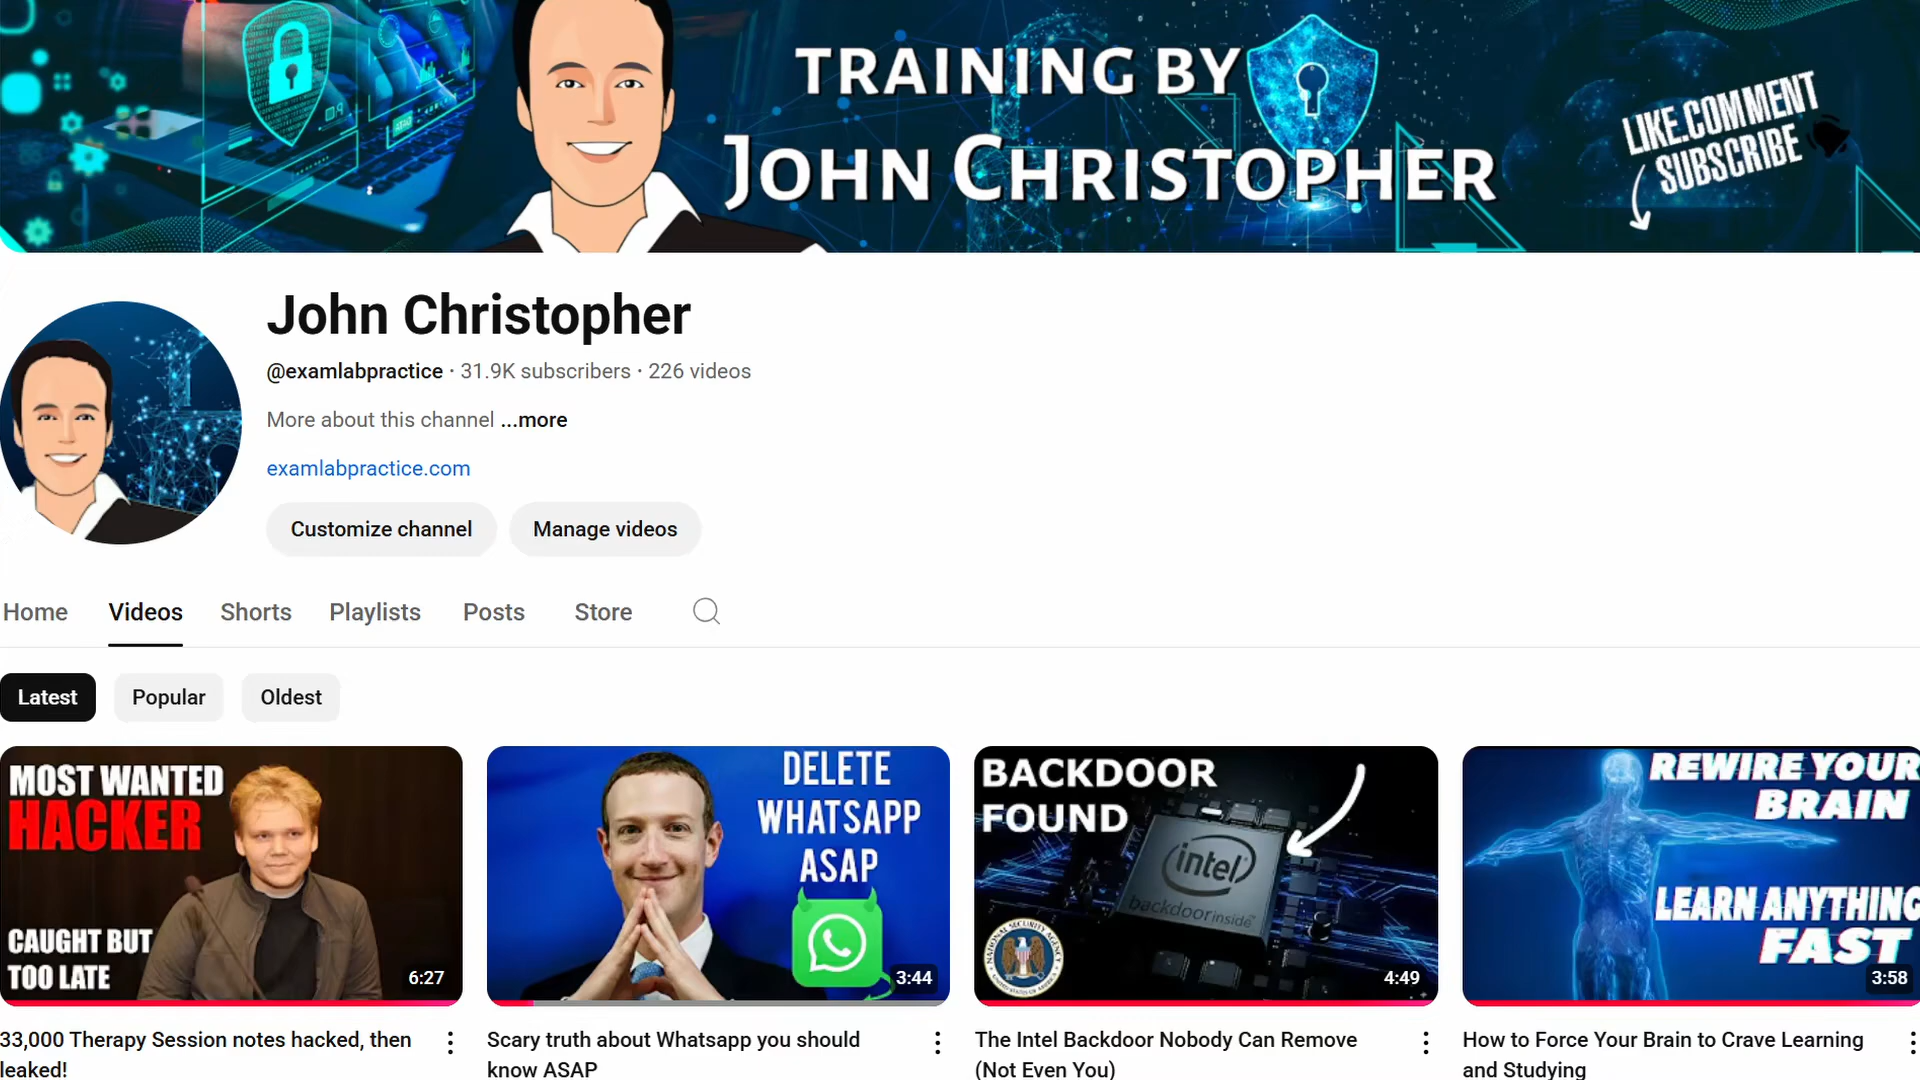 TRAINING BY
JOHN CHRISTOPHER
LIKE.COMMENT
SUBSCRIBE
John Christopher
@examlabpractice · 31.9K subscribers · 226 videos
More about this channel ...more
examlabpractice.com
Customize channel
Manage videos
Home
Videos
Shorts
Playlists
Posts
Store
Latest
Popular
Oldest
MOST WANTED
HACKER
CAUGHT BUT
TOO LATE
6:27
33,000 Therapy Session notes hacked, then
leaked!
DELETE
WHATSAPP
ASAP
3:44
Scary truth about Whatsapp you should
know ASAP
BACKDOOR
FOUND
intel
backdoor inside™
NATIONAL SECURITY AGENCY
4:49
The Intel Backdoor Nobody Can Remove
(Not Even You)
REWIRE YOUR
BRAIN
LEARN ANYTHING
FAST
3:58
How to Force Your Brain to Crave Learning
and Studying